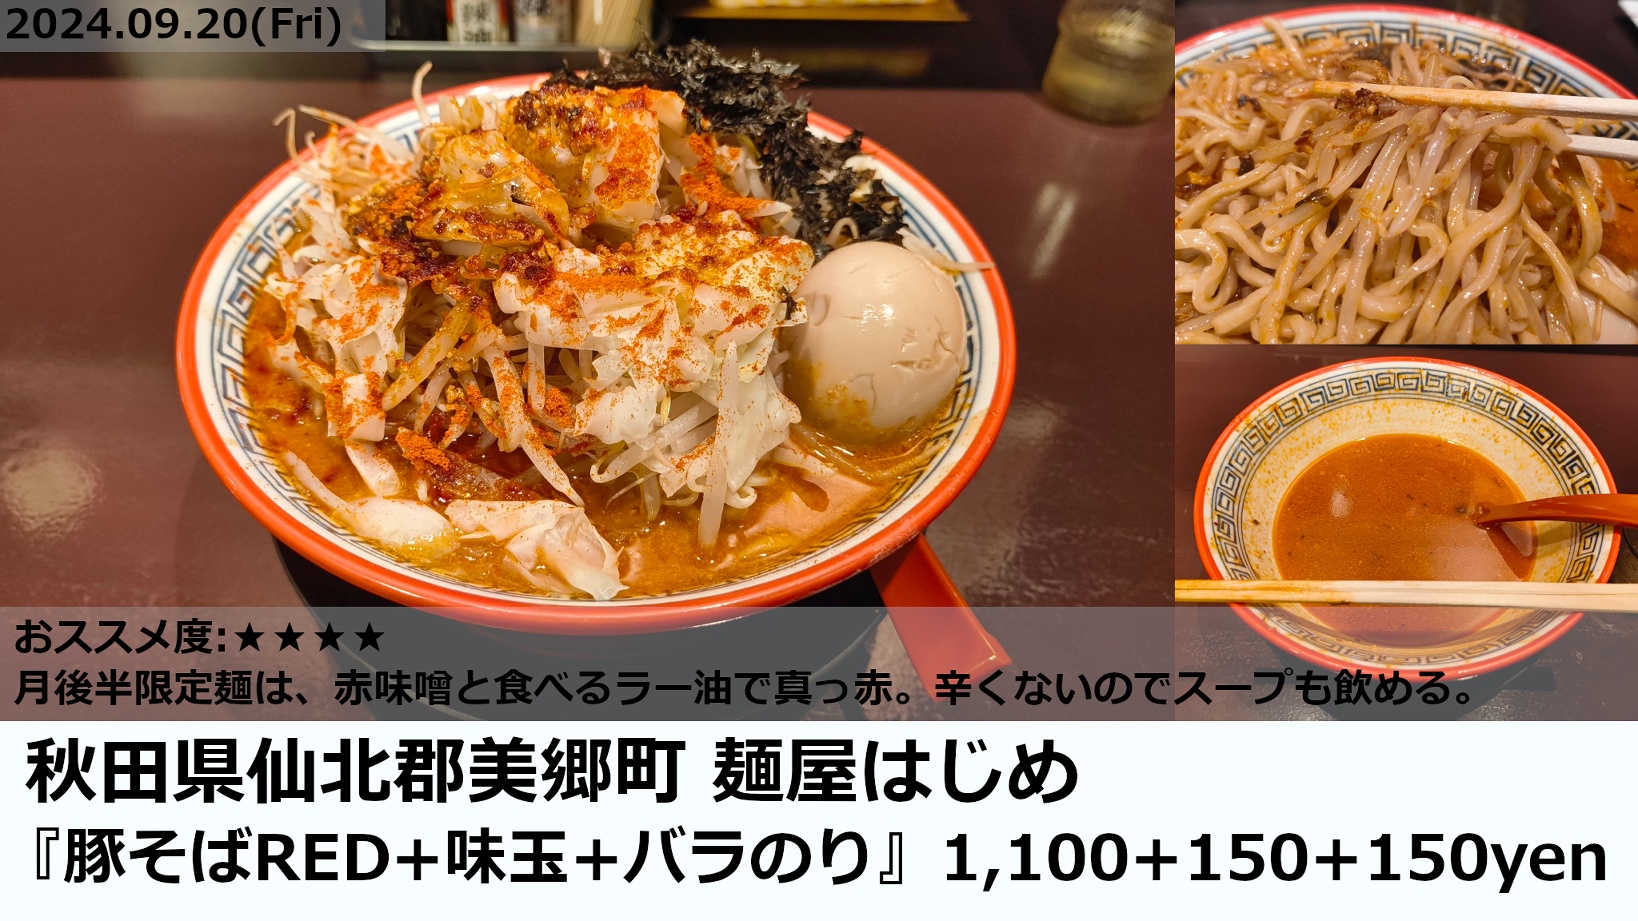 2024.09.20(Fri)
おススメ度:★★★★
月後半限定麺は、赤味噌と食べるラー油で真っ赤。辛くないのでスープも飲める。
秋田県仙北郡美郷町 麺屋はじめ
『豚そばRED+味玉+バラのり』1,100+150+150yen